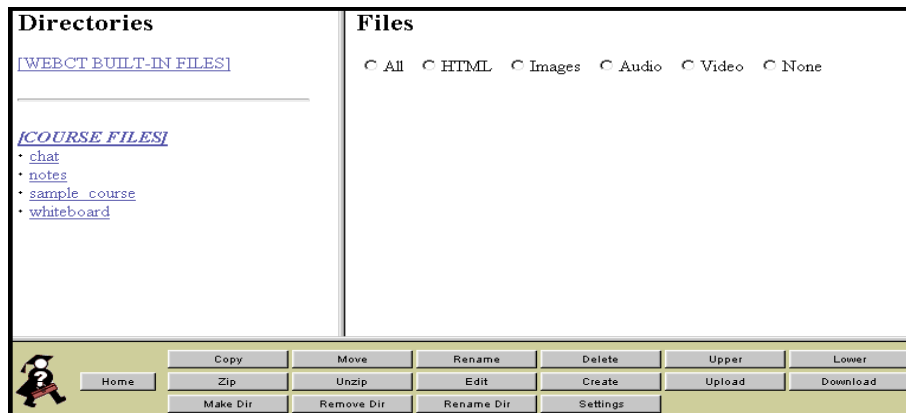 Directories
[WEBCT BUILT-IN FILES]
[COURSE FILES]
chat
notes
sample_course
whiteboard
Files
All HTML Images Audio Video None
Copy Move Rename Delete Upper Lower
Home Zip Unzip Edit Create Upload Download
Make Dir Remove Dir Rename Dir Settings